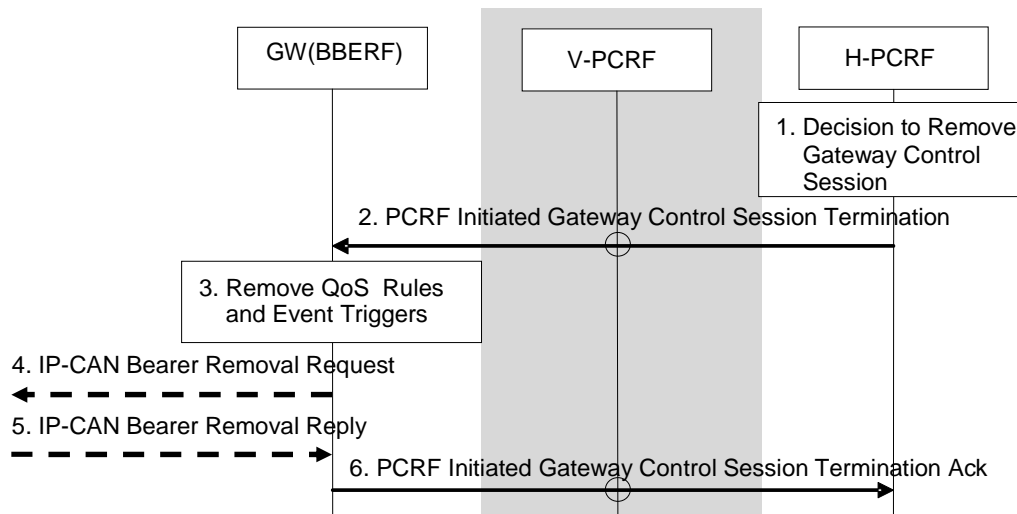 GW(BBERF)
V-PCRF
H-PCRF
1. Decision to Remove
Gateway Control
Session
2. PCRF Initiated Gateway Control Session Termination
3. Remove QoS Rules
and Event Triggers
4. IP-CAN Bearer Removal Request
5. IP-CAN Bearer Removal Reply
6. PCRF Initiated Gateway Control Session Termination Ack